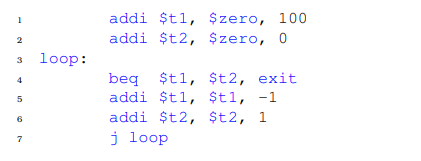 1 addi $t1, $zero, 100
2 addi $t2, $zero, 0
3 loop:
4 beq $t1, $t2, exit
5 addi $t1, $t1, -1
6 addi $t2, $t2, 1
7 j loop